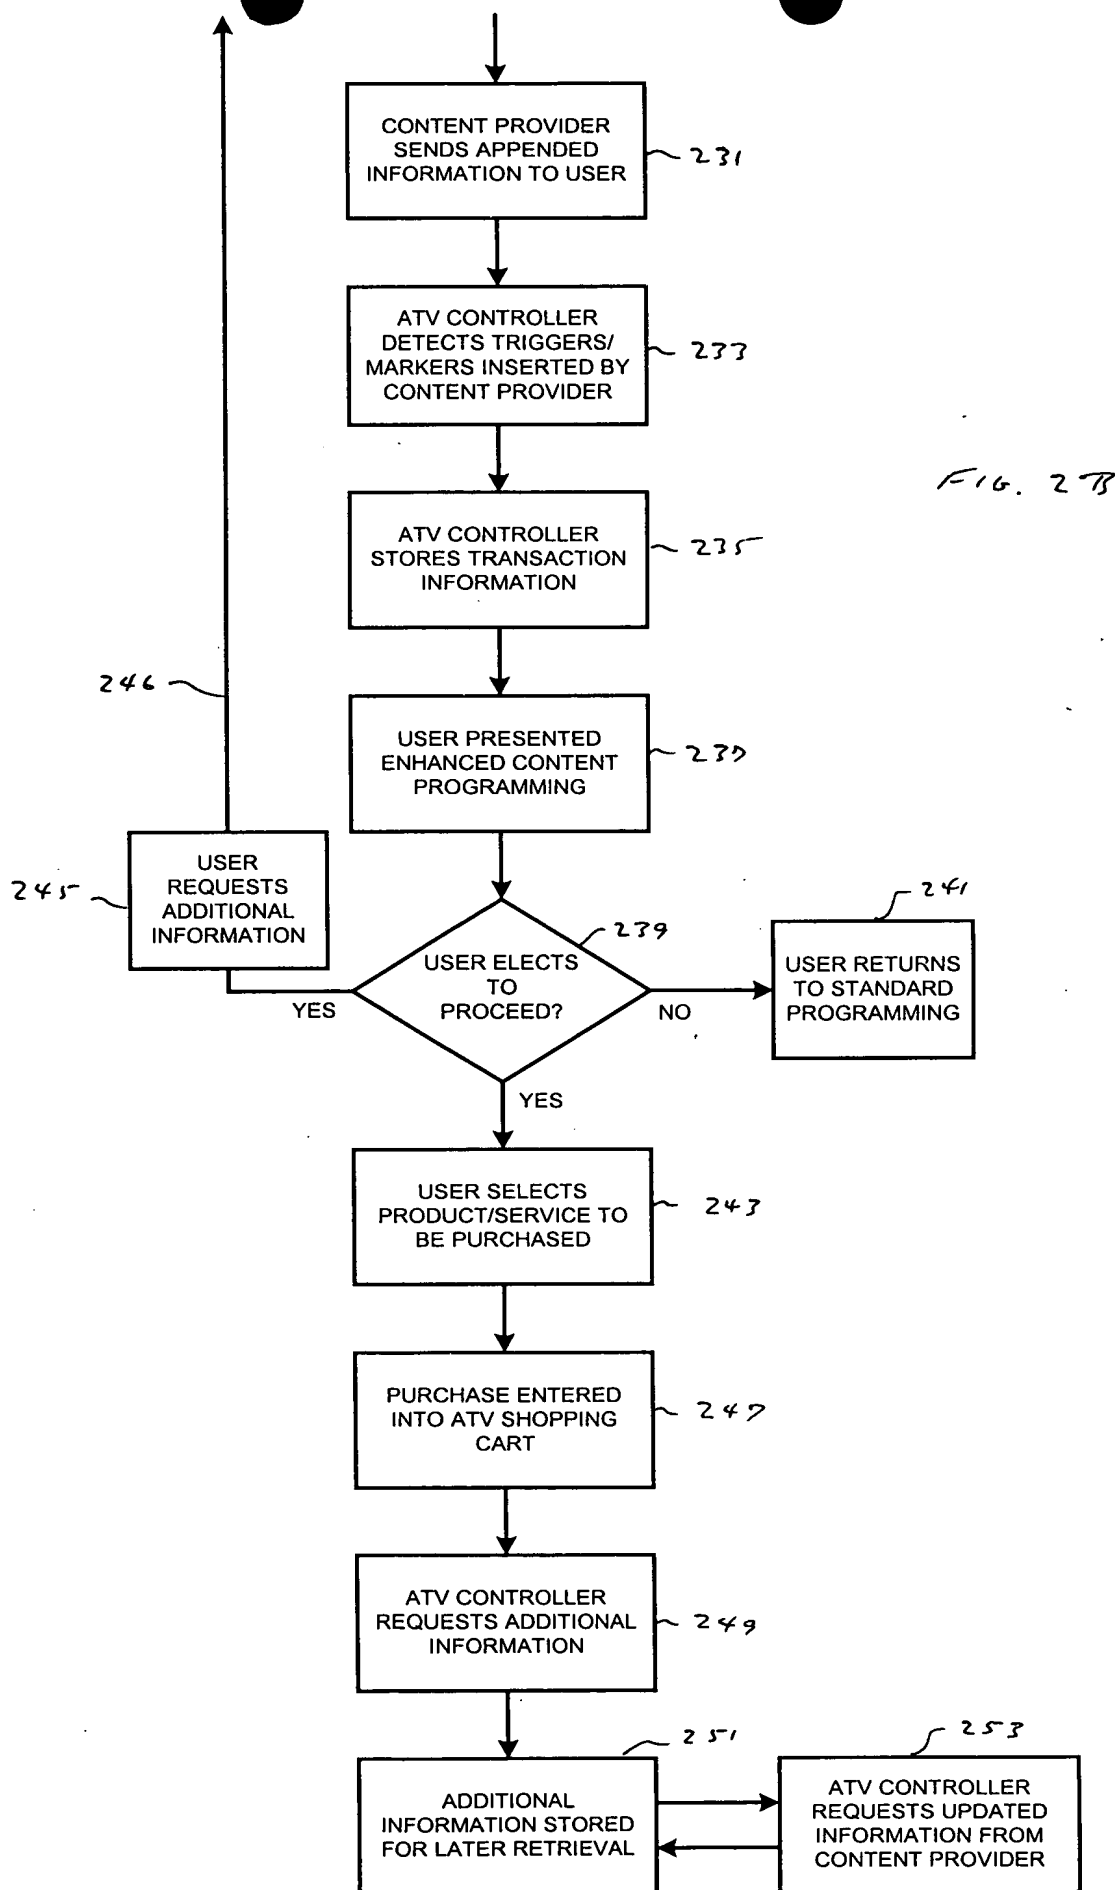 CONTENT PROVIDER
SENDS APPENDED
INFORMATION TO USER
231
ATV CONTROLLER
DETECTS TRIGGERS/
MARKERS INSERTED BY
CONTENT PROVIDER
233
FIG. 2B
ATV CONTROLLER
STORES TRANSACTION
INFORMATION
235
246
USER PRESENTED
ENHANCED CONTENT
PROGRAMMING
237
245
USER
REQUESTS
ADDITIONAL
INFORMATION
239
USER ELECTS
TO
PROCEED?
YES
NO
YES
241
USER RETURNS
TO STANDARD
PROGRAMMING
USER SELECTS
PRODUCT/SERVICE TO
BE PURCHASED
243
PURCHASE ENTERED
INTO ATV SHOPPING
CART
247
ATV CONTROLLER
REQUESTS ADDITIONAL
INFORMATION
249
251
ADDITIONAL
INFORMATION STORED
FOR LATER RETRIEVAL
253
ATV CONTROLLER
REQUESTS UPDATED
INFORMATION FROM
CONTENT PROVIDER